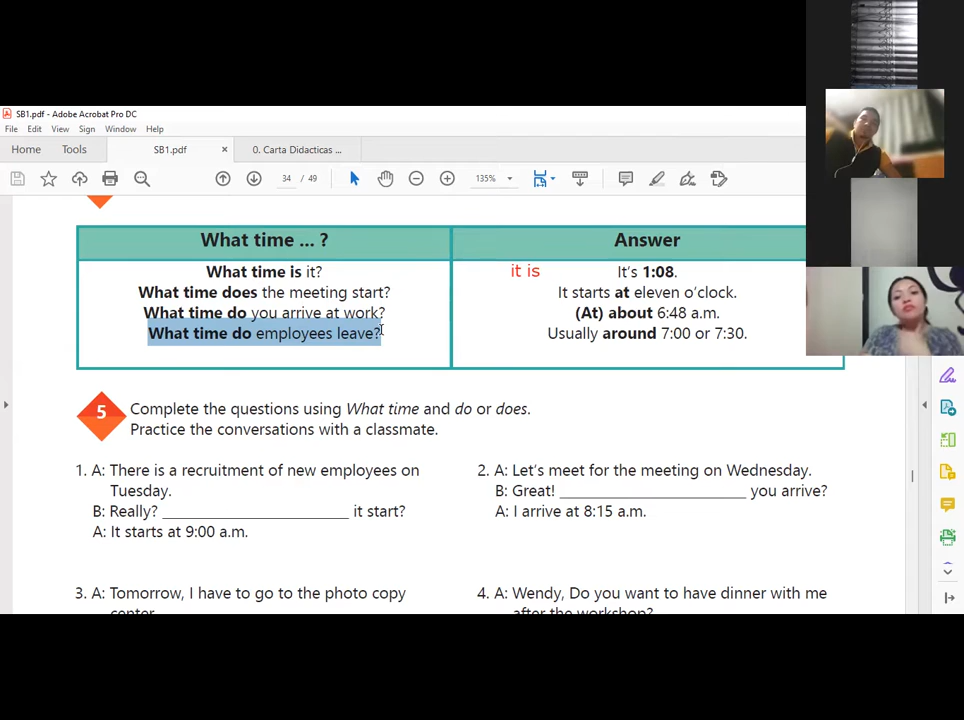 SB1.pdf - Adobe Acrobat Pro DC
File Edit View Sign Window Help
Home Tools SB1.pdf × 0. Carta Didacticas ...
34 / 49 135%
What time ... ? Answer
What time is it? it is It's 1:08.
What time does the meeting start? It starts at eleven o'clock.
What time do you arrive at work? (At) about 6:48 a.m.
What time do employees leave? Usually around 7:00 or 7:30.
5 Complete the questions using What time and do or does.
Practice the conversations with a classmate.
1. A: There is a recruitment of new employees on
Tuesday.
B: Really? ____________________ it start?
A: It starts at 9:00 a.m.
2. A: Let's meet for the meeting on Wednesday.
B: Great! ____________________ you arrive?
A: I arrive at 8:15 a.m.
3. A: Tomorrow, I have to go to the photo copy
center.
4. A: Wendy, Do you want to have dinner with me
after the workshop?